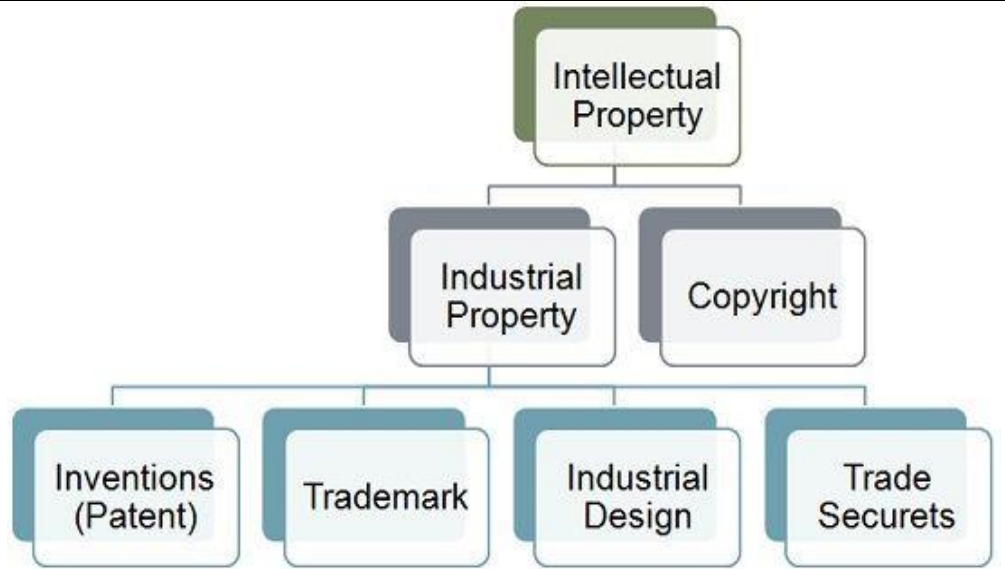 Intellectual
Property
Industrial
Property
Copyright
Inventions
(Patent)
Trademark
Industrial
Design
Trade
Securets